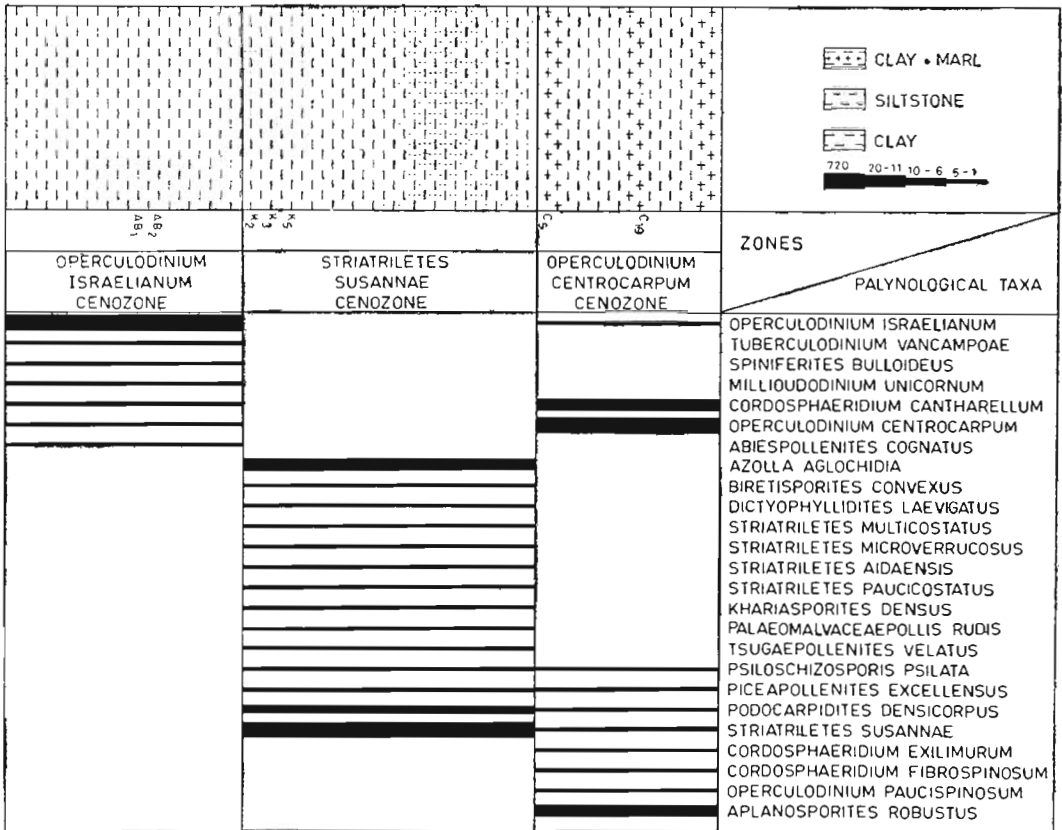 CLAY • MARL
SILTSTONE
CLAY
720 20-11 10 - 6 5-1
AB1 AB2
K2 K3 K5
C5 C19
ZONES
PALYNOLOGICAL TAXA
OPERCULODINIUM
ISRAELIANUM
CENOZONE
STRIATRILETES
SUSANNAE
CENOZONE
OPERCULODINIUM
CENTROCARPUM
CENOZONE
OPERCULODINIUM ISRAELIANUM
TUBERCULODINIUM VANCAMPOAE
SPINIFERITES BULLOIDEUS
MILLIOUDODINIUM UNICORNUM
CORDOSPHAERIDIUM CANTHARELLUM
OPERCULODINIUM CENTROCARPUM
ABIESPOLLENITES COGNATUS
AZOLLA AGLOCHIDIA
BIRETISPORITES CONVEXUS
DICTYOPHYLLIDITES LAEVIGATUS
STRIATRILETES MULTICOSTATUS
STRIATRILETES MICROVERRUCOSUS
STRIATRILETES AIDAENSIS
STRIATRILETES PAUCICOSTATUS
KHARIASPORITES DENSUS
PALAEOMALVACEAEPOLLIS RUDIS
TSUGAEPOLLENITES VELATUS
PSILOSCHIZOSPORIS PSILATA
PICEAPOLLENITES EXCELLENSUS
PODOCARPIDITES DENSICORPUS
STRIATRILETES SUSANNAE
CORDOSPHAERIDIUM EXILIMURUM
CORDOSPHAERIDIUM FIBROSPINOSUM
OPERCULODINIUM PAUCISPINOSUM
APLANOSPORITES ROBUSTUS